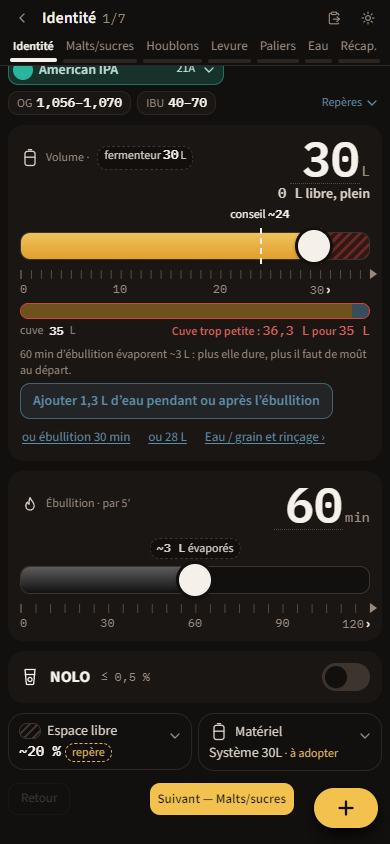 Identité 1/7
Identité Malts/sucres Houblons Levure Paliers Eau Récap.
American IPA 21A
OG 1,056–1,070 IBU 40–70 Repères
Volume · fermenteur 30 L 30 L
0 L libre, plein
conseil ~24
0 10 20 30 ›
cuve 35 L Cuve trop petite : 36,3 L pour 35 L
60 min d’ébullition évaporent ~3 L : plus elle dure, plus il faut de moût
au départ.
Ajouter 1,3 L d’eau pendant ou après l’ébullition
ou ébullition 30 min ou 28 L Eau / grain et rinçage ›
Ébullition · par 5’ 60 min
~3 L évaporés
0 30 60 90 120 ›
NOLO ≤ 0,5 %
Espace libre
~20 % repère
Matériel
Système 30L · à adopter
Retour Suivant — Malts/sucres +